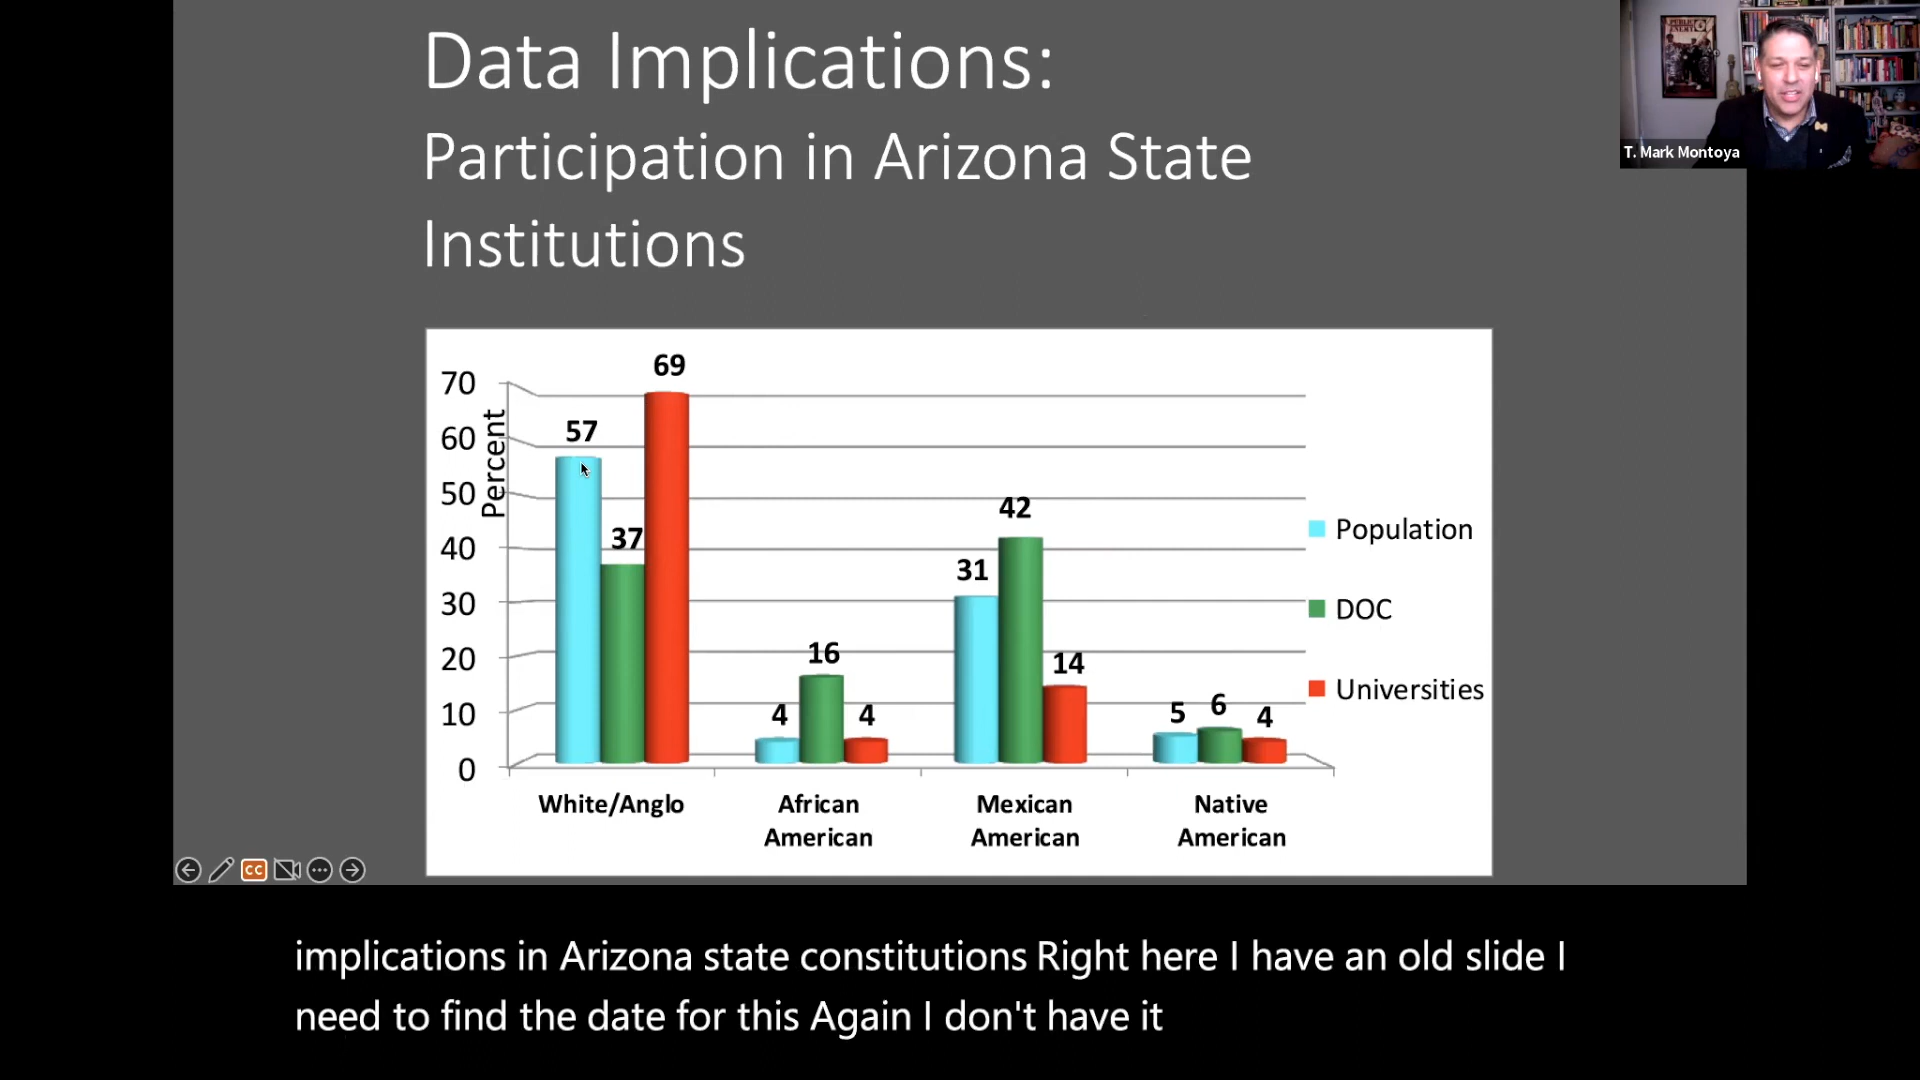 Data Implications:
Participation in Arizona State
Institutions
PUBLIC
ENEMY
T. Mark Montoya
70
60
50
40
30
20
10
0
Percent
57
37
69
4
16
4
31
42
14
5
6
4
White/Anglo
African
American
Mexican
American
Native
American
Population
DOC
Universities
CC
implications in Arizona state constitutions Right here I have an old slide I
need to find the date for this Again I don't have it